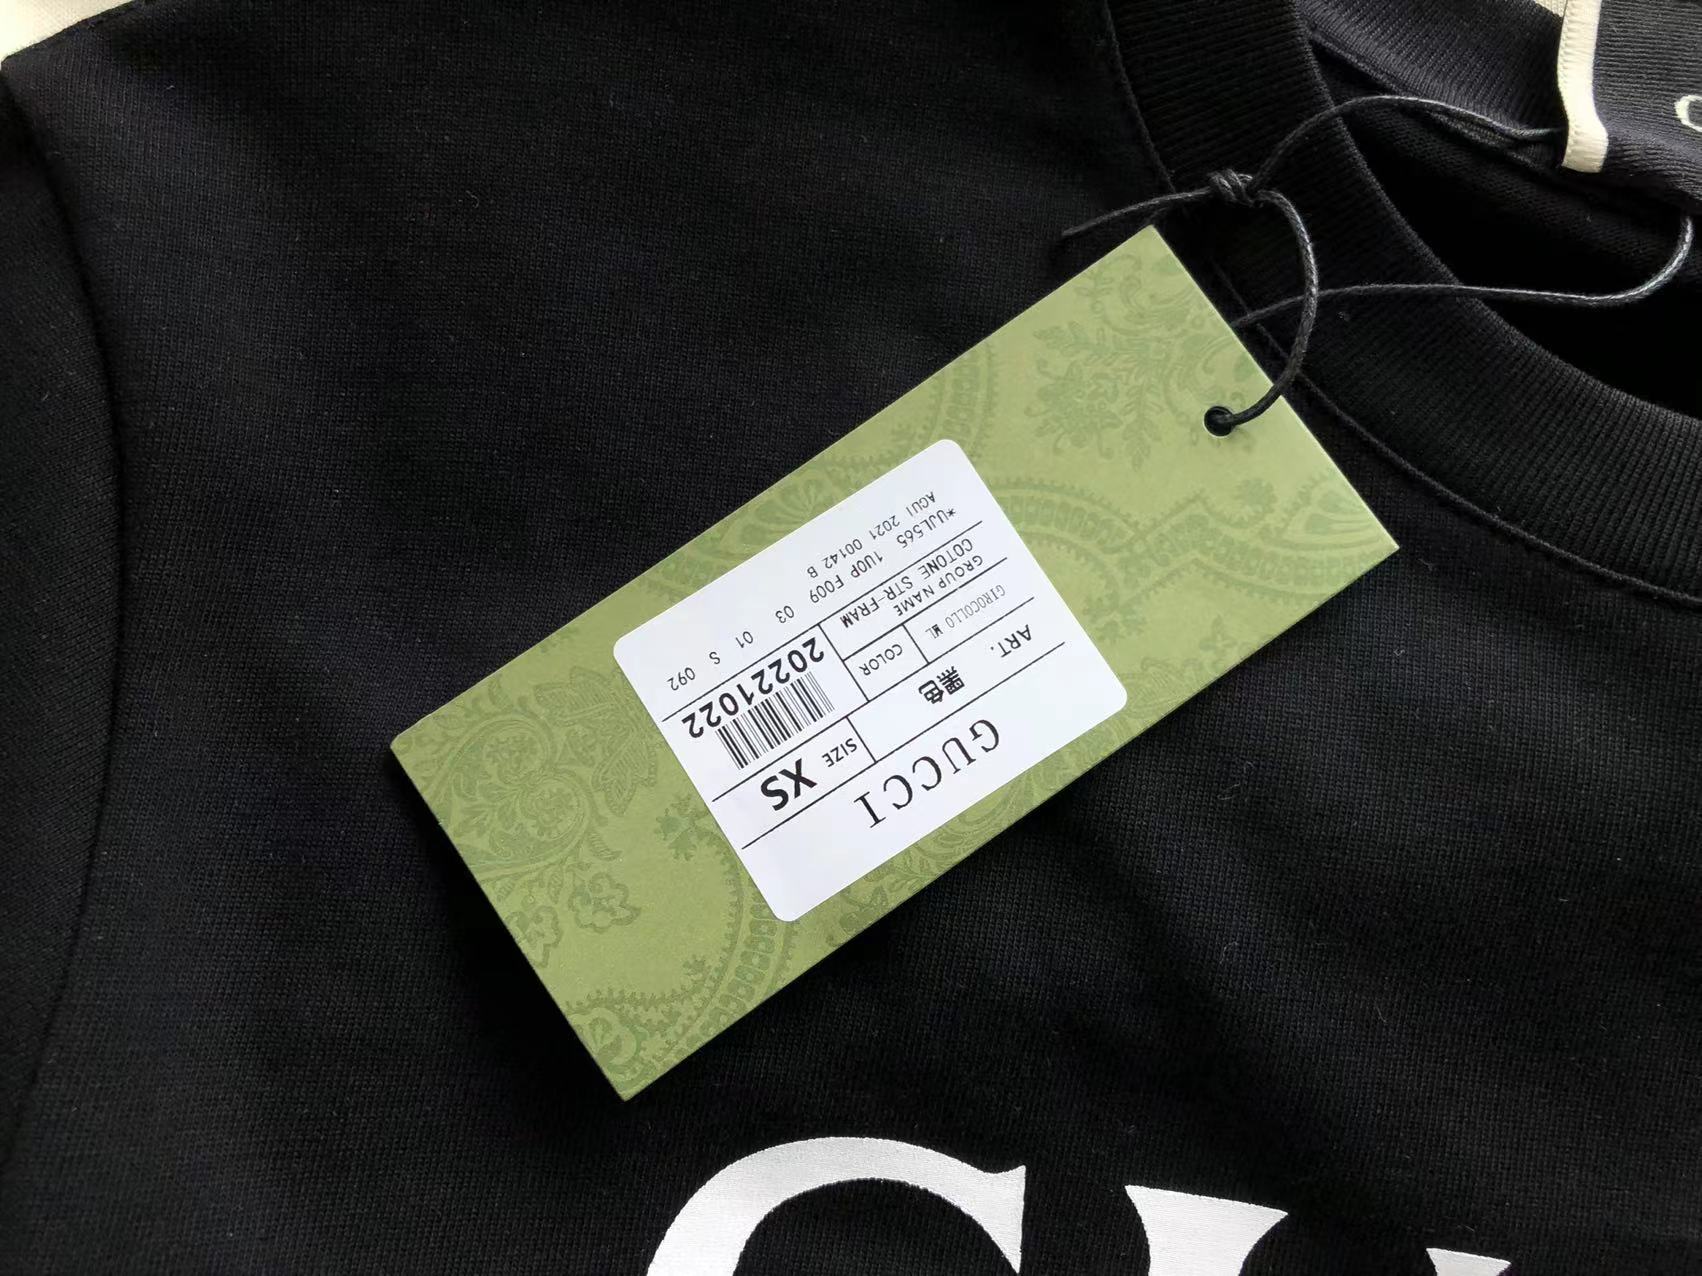 GUCCI
ART. 黑色 SIZE XS
GIROCOLLO ML COLOR
GROUP NAME
COTONE STR-FRAM
20221022
*UJL565 1U0P F009 03 01 S 092
AGUI 2021 00142 B